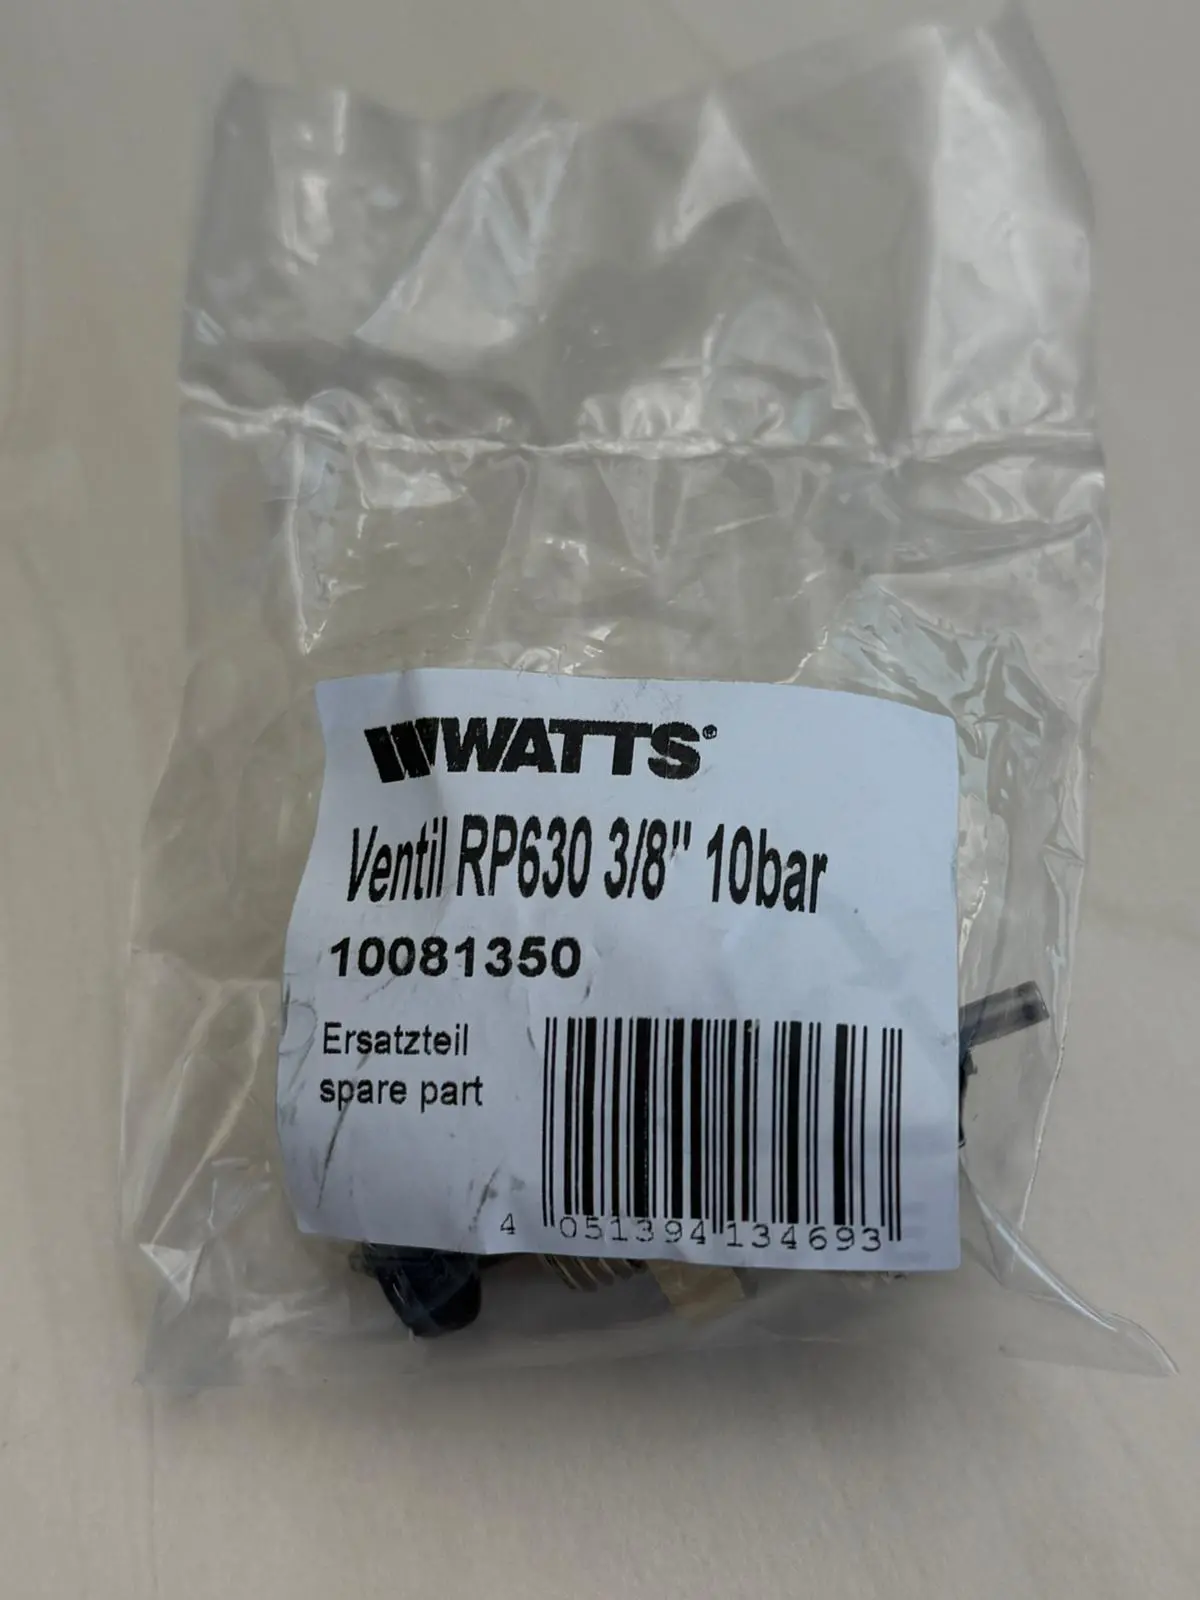 WATTS®
Ventil RP630 3/8" 10bar
10081350
Ersatzteil
spare part
4 051394 134693